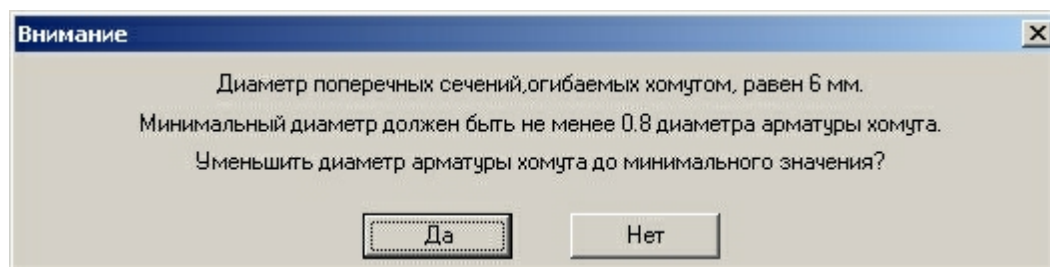 Внимание
Диаметр поперечных сечений,огибаемых хомутом, равен 6 мм.
Минимальный диаметр должен быть не менее 0.8 диаметра арматуры хомута.
Уменьшить диаметр арматуры хомута до минимального значения?
Да
Нет